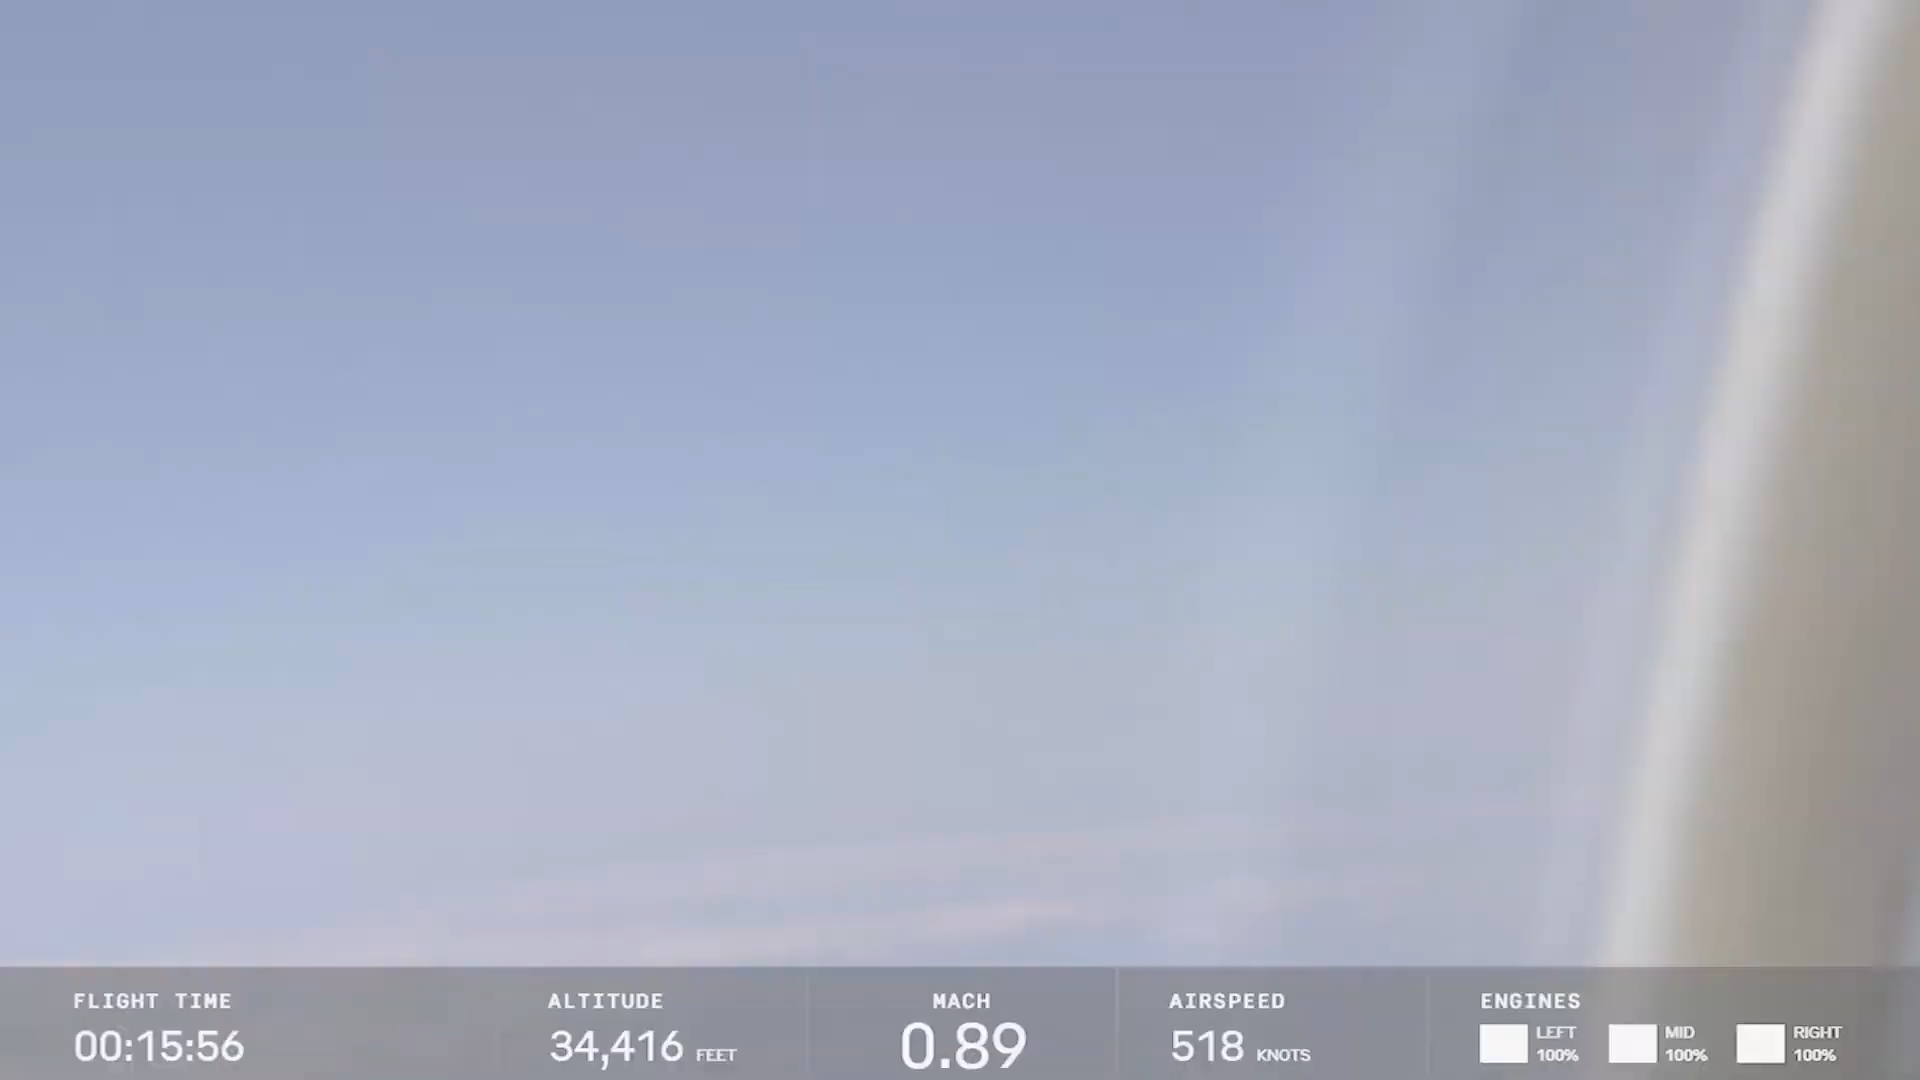 FLIGHT TIME
00:15:56
ALTITUDE
34,416 FEET
MACH
0.89
AIRSPEED
518 KNOTS
ENGINES
LEFT
100%
MID
100%
RIGHT
100%